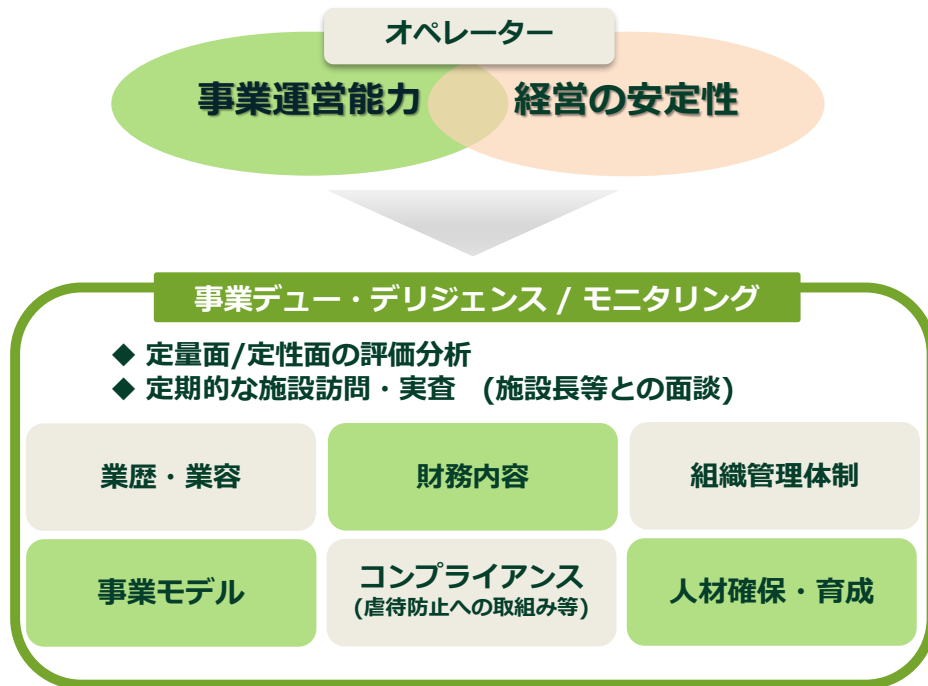 オペレーター
事業運営能力
経営の安定性
事業デュー・デリジェンス / モニタリング
◆ 定量面/定性面の評価分析
◆ 定期的な施設訪問・実査 (施設長等との面談)
業歴・業容
財務内容
組織管理体制
事業モデル
コンプライアンス
(虐待防止への取組み等)
人材確保・育成